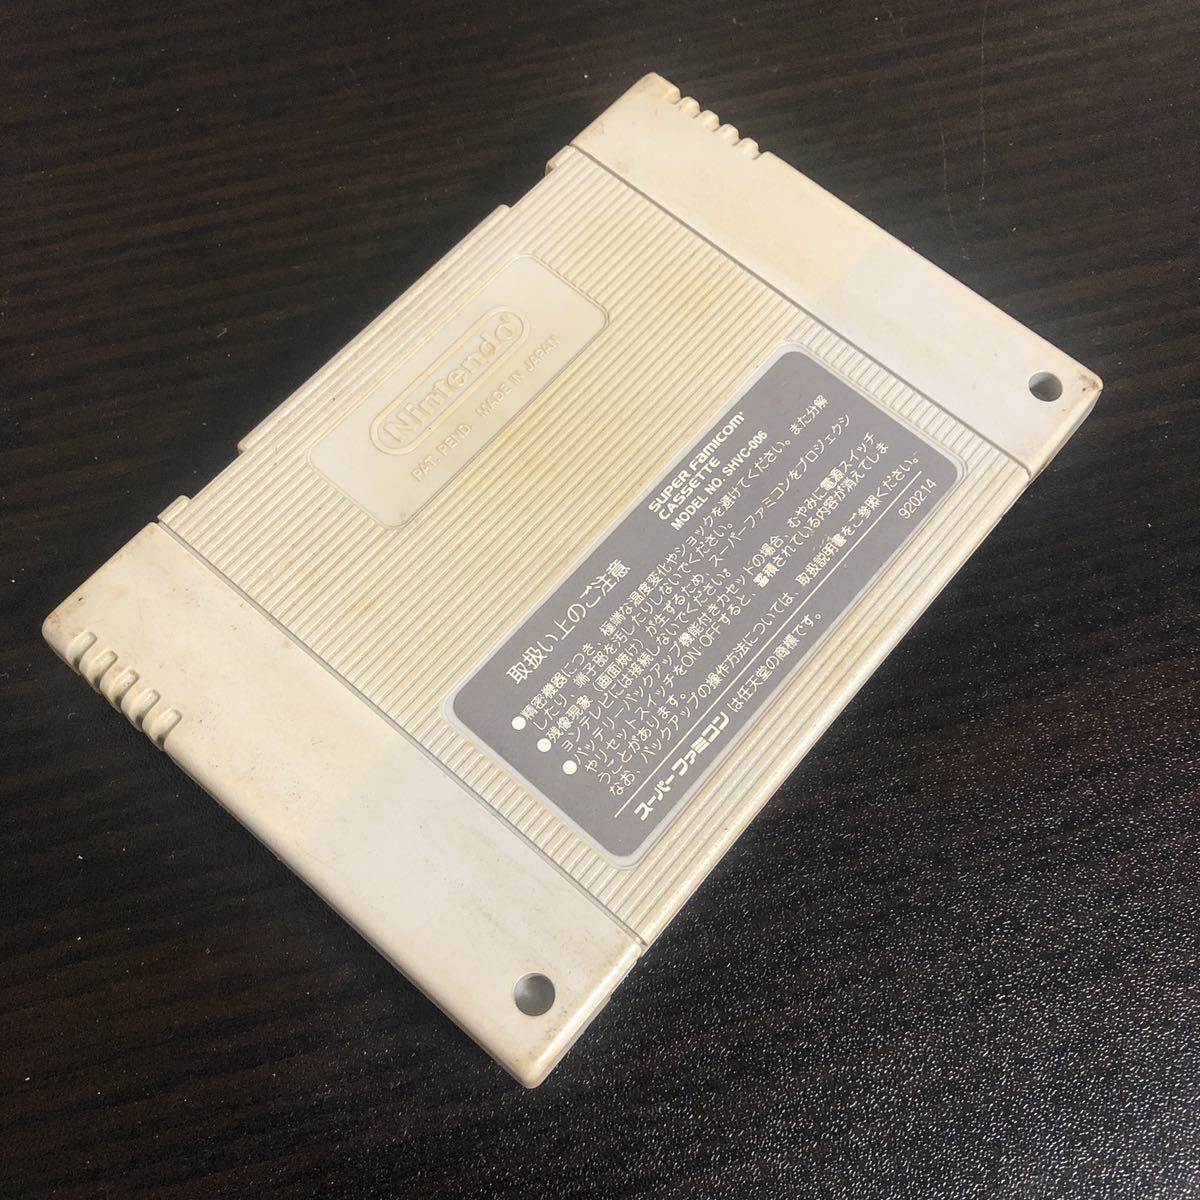 Nintendo®
PAT. PEND. MADE IN JAPAN
SUPER Famicom
CASSETTE
MODEL NO. SHVC-006
取扱い上のご注意
●精密機器につき、極端な温度変化やショックを避けてください。また分解
したり、端子部を汚したりしないでください。
●残像現象(画面焼け)が生ずるため、スーパーファミコンをプロジェクシ
ョンテレビには接続しないでください。
●バッテリーバックアップ機能付きカセットの場合、むやみに電源スイッチ
やリセットスイッチをON-OFFすると、蓄積されている内容が消えてしま
うことがあります。
なお、バックアップの操作方法については、取扱説明書をご参照ください。
スーパーファミコンは任天堂の商標です。
920214